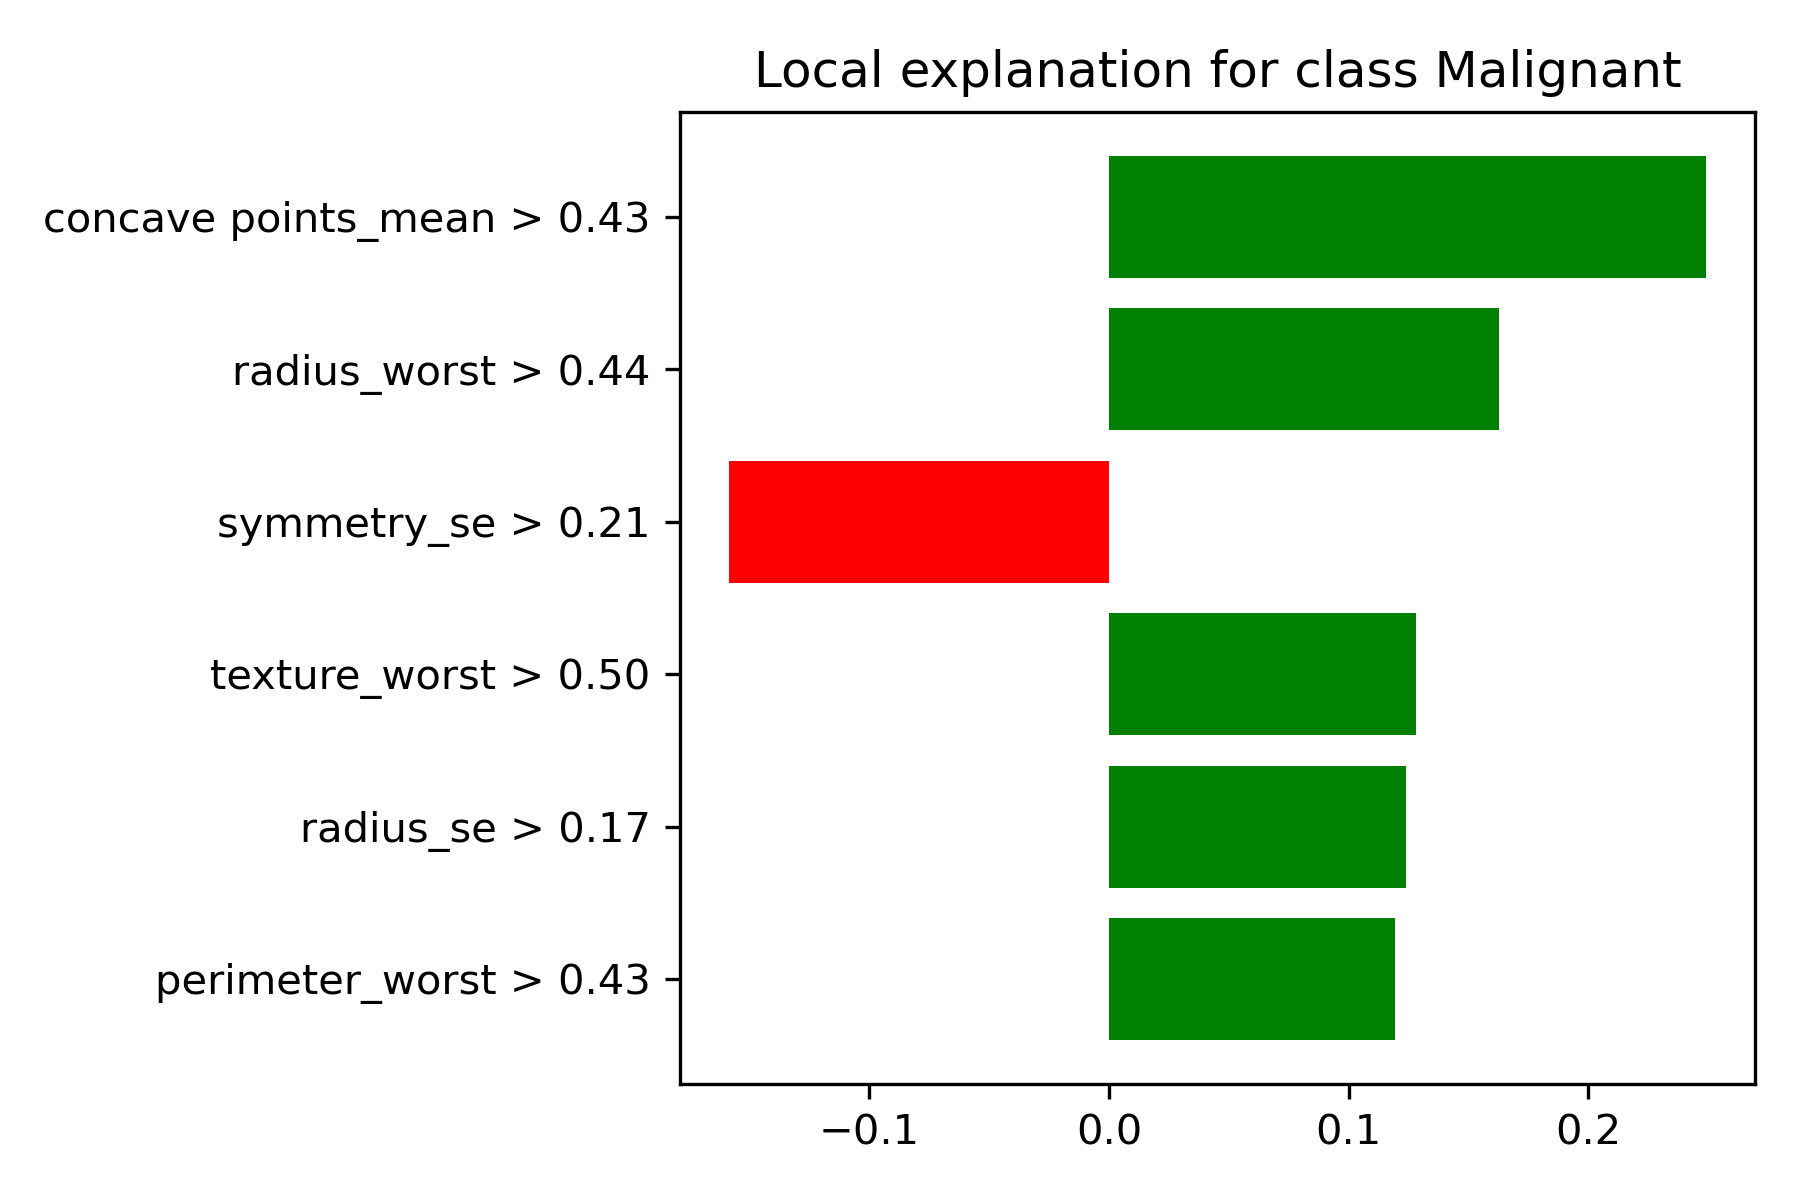 Local explanation for class Malignant
concave points_mean > 0.43
radius_worst > 0.44
symmetry_se > 0.21
texture_worst > 0.50
radius_se > 0.17
perimeter_worst > 0.43
−0.1 0.0 0.1 0.2